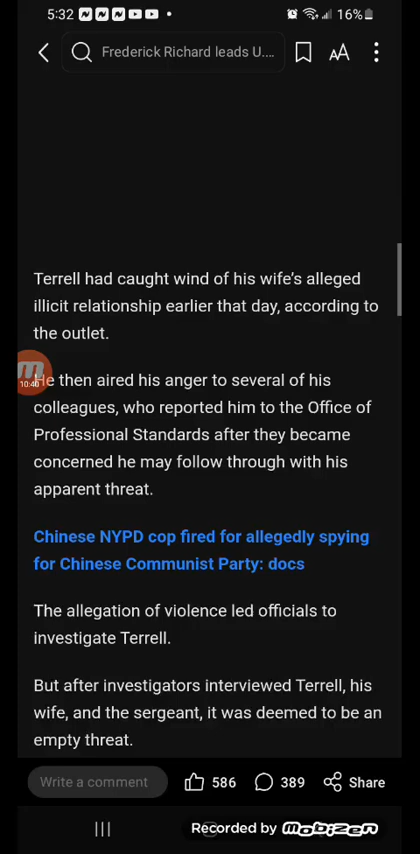 5:32
16%
Frederick Richard leads U....
AA
Terrell had caught wind of his wife's alleged
illicit relationship earlier that day, according to
the outlet.
10:40
He then aired his anger to several of his
colleagues, who reported him to the Office of
Professional Standards after they became
concerned he may follow through with his
apparent threat.
Chinese NYPD cop fired for allegedly spying
for Chinese Communist Party: docs
The allegation of violence led officials to
investigate Terrell.
But after investigators interviewed Terrell, his
wife, and the sergeant, it was deemed to be an
empty threat.
Write a comment 586 389 Share
Recorded by mobizen